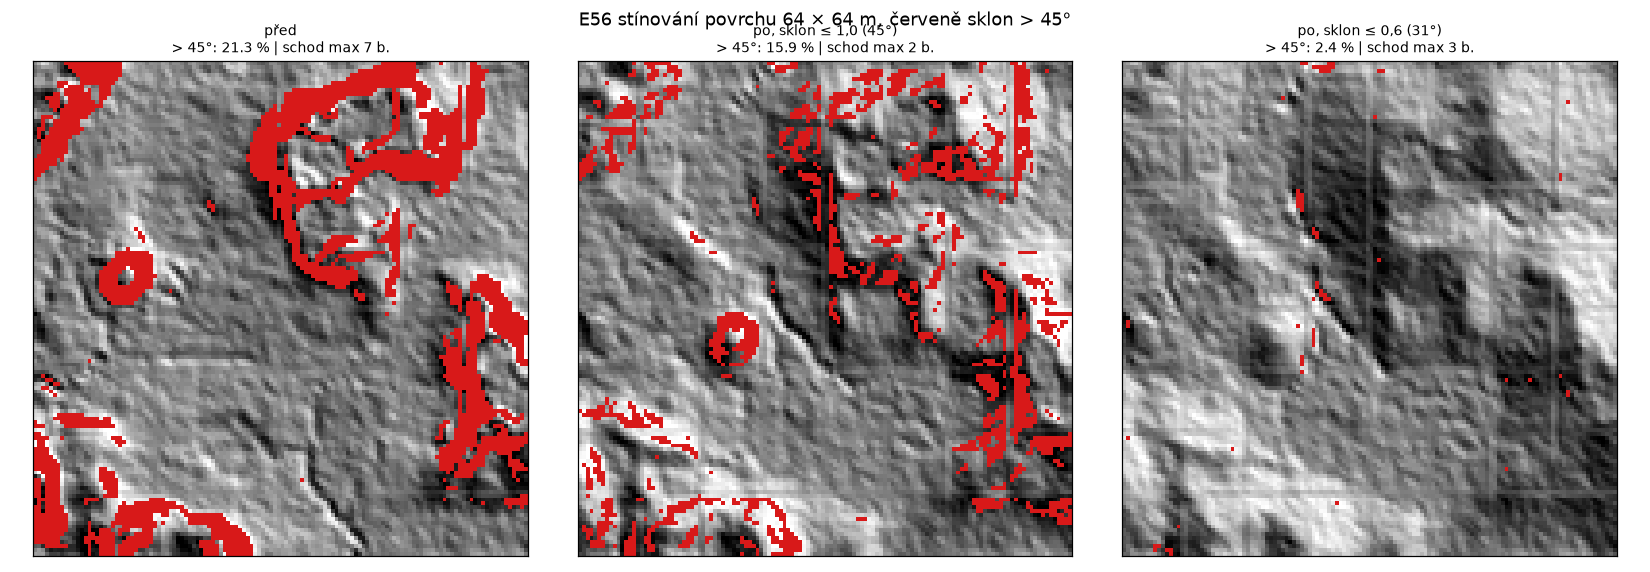 E56 stínování povrchu 64 × 64 m, červeně sklon > 45°
před
> 45°: 21.3 % | schod max 7 b.
po, sklon ≤ 1,0 (45°)
> 45°: 15.9 % | schod max 2 b.
po, sklon ≤ 0,6 (31°)
> 45°: 2.4 % | schod max 3 b.